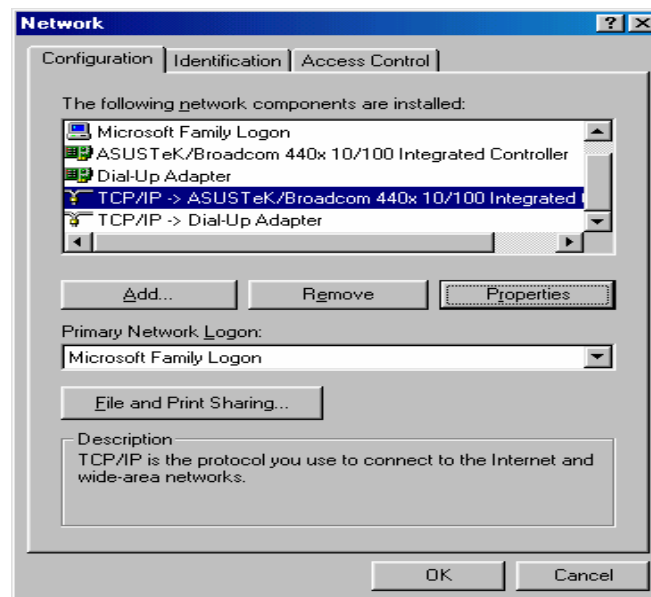 Network
Configuration Identification Access Control
The following network components are installed:
Microsoft Family Logon
ASUSTeK/Broadcom 440x 10/100 Integrated Controller
Dial-Up Adapter
TCP/IP -> ASUSTeK/Broadcom 440x 10/100 Integrated
TCP/IP -> Dial-Up Adapter
Add... Remove Properties
Primary Network Logon:
Microsoft Family Logon
File and Print Sharing...
Description
TCP/IP is the protocol you use to connect to the Internet and
wide-area networks.
OK Cancel